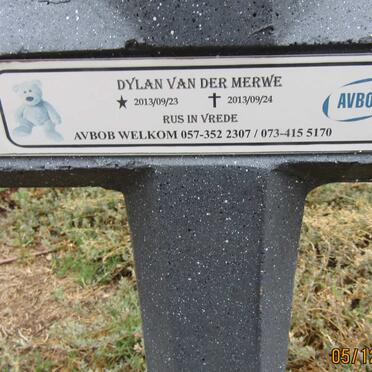 DYLAN VAN DER MERWE
★ 2013/09/23 ✝ 2013/09/24
RUS IN VREDE
AVBOB WELKOM 057-352 2307 / 073-415 5170
AVBO
05/12